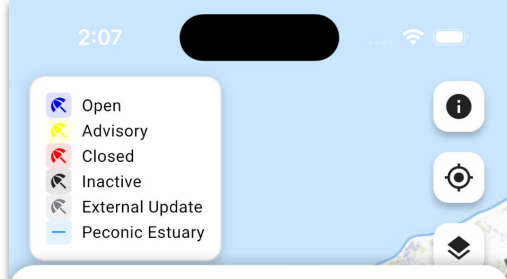 2:07
Open
Advisory
Closed
Inactive
External Update
Peconic Estuary